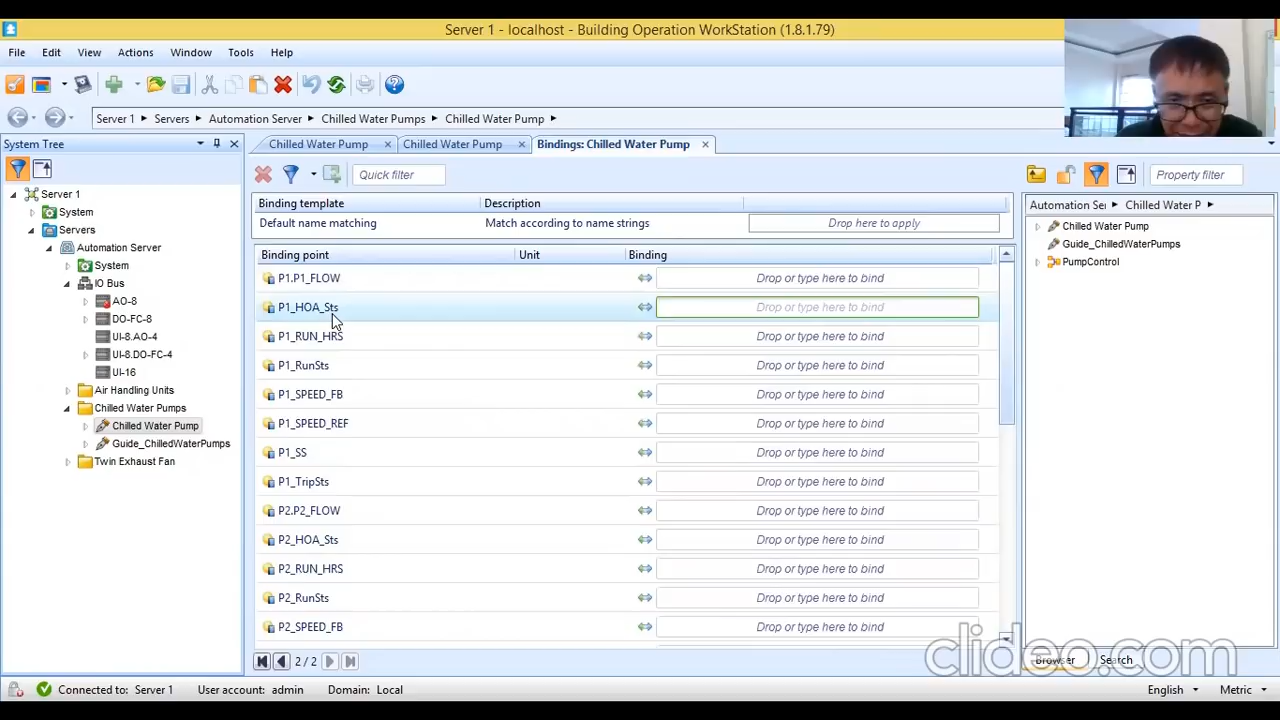 Server 1 - localhost - Building Operation WorkStation (1.8.1.79)
File Edit View Actions Window Tools Help
Server 1 Servers Automation Server Chilled Water Pumps Chilled Water Pump
System Tree
Chilled Water Pump Chilled Water Pump Bindings: Chilled Water Pump
Quick filter
Property filter
Server 1
System
Servers
Automation Server
System
IO Bus
AO-8
DO-FC-8
UI-8.AO-4
UI-8.DO-FC-4
UI-16
Air Handling Units
Chilled Water Pumps
Chilled Water Pump
Guide_ChilledWaterPumps
Twin Exhaust Fan
Binding template Description
Default name matching Match according to name strings Drop here to apply
Binding point Unit Binding
P1.P1_FLOW Drop or type here to bind
P1_HOA_Sts Drop or type here to bind
P1_RUN_HRS Drop or type here to bind
P1_RunSts Drop or type here to bind
P1_SPEED_FB Drop or type here to bind
P1_SPEED_REF Drop or type here to bind
P1_SS Drop or type here to bind
P1_TripSts Drop or type here to bind
P2.P2_FLOW Drop or type here to bind
P2_HOA_Sts Drop or type here to bind
P2_RUN_HRS Drop or type here to bind
P2_RunSts Drop or type here to bind
P2_SPEED_FB Drop or type here to bind
2 / 2
Automation Se Chilled Water P
Chilled Water Pump
Guide_ChilledWaterPumps
PumpControl
Browser Search
clideo.com
Connected to: Server 1 User account: admin Domain: Local English Metric